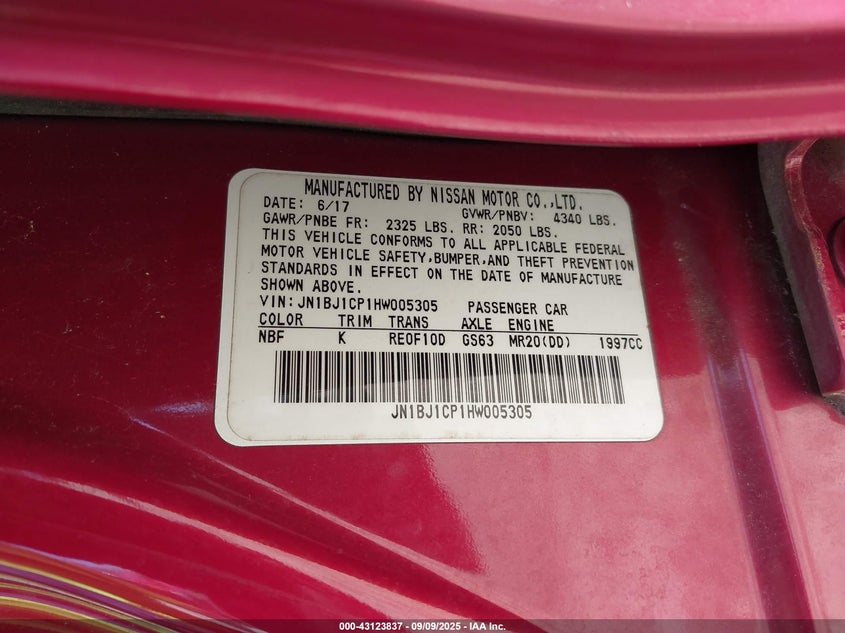 MANUFACTURED BY NISSAN MOTOR CO.,LTD.
DATE: 6/17 GVWR/PNBV: 4340 LBS.
GAWR/PNBE FR: 2325 LBS. RR: 2050 LBS.
THIS VEHICLE CONFORMS TO ALL APPLICABLE FEDERAL
MOTOR VEHICLE SAFETY,BUMPER,AND THEFT PREVENTION
STANDARDS IN EFFECT ON THE DATE OF MANUFACTURE
SHOWN ABOVE.
VIN:JN1BJ1CP1HW005305 PASSENGER CAR
COLOR TRIM TRANS AXLE ENGINE
NBF K RE0F10D GS63 MR20(DD) 1997CC
JN1BJ1CP1HW005305
000-43123837 - 09/09/2025 - IAA Inc.